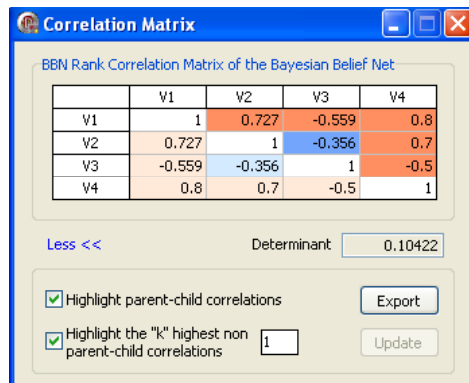 Correlation Matrix
BBN Rank Correlation Matrix of the Bayesian Belief Net
V1 V2 V3 V4
V1 1 0.727 -0.559 0.8
V2 0.727 1 -0.356 0.7
V3 -0.559 -0.356 1 -0.5
V4 0.8 0.7 -0.5 1
Less << Determinant 0.10422
Highlight parent-child correlations Export
Highlight the "k" highest non
parent-child correlations 1 Update